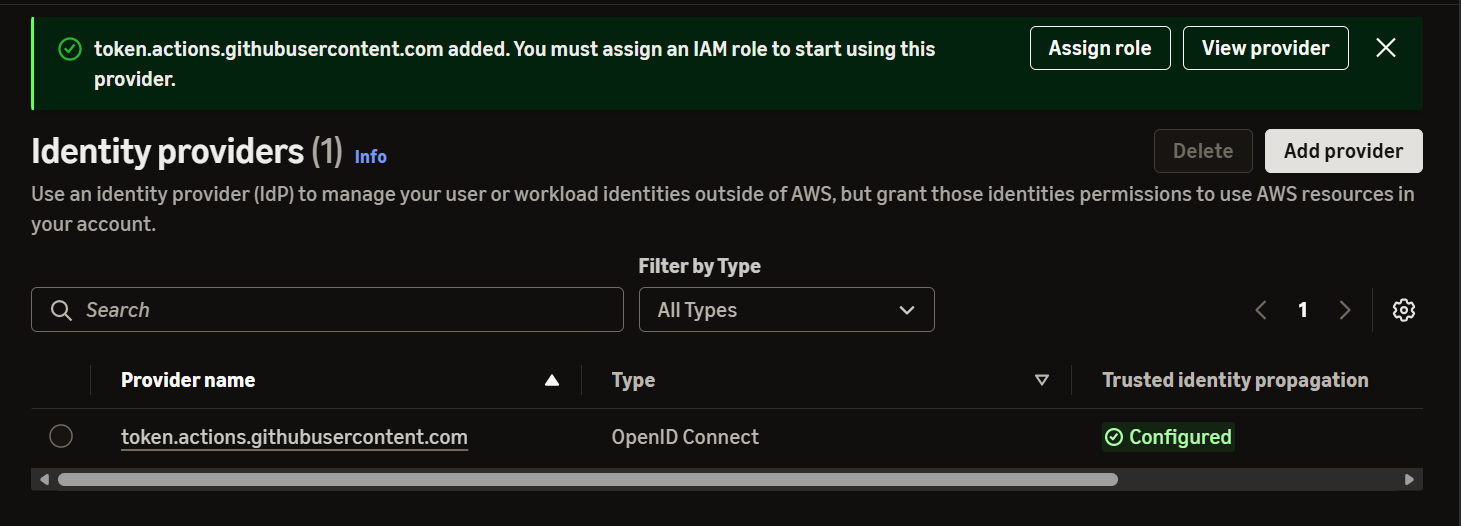 token.actions.githubusercontent.com added. You must assign an IAM role to start using this
provider.
Assign role
View provider
Identity providers (1) Info
Delete
Add provider
Use an identity provider (IdP) to manage your user or workload identities outside of AWS, but grant those identities permissions to use AWS resources in
your account.
Filter by Type
Search
All Types
1
Provider name
Type
Trusted identity propagation
token.actions.githubusercontent.com
OpenID Connect
Configured